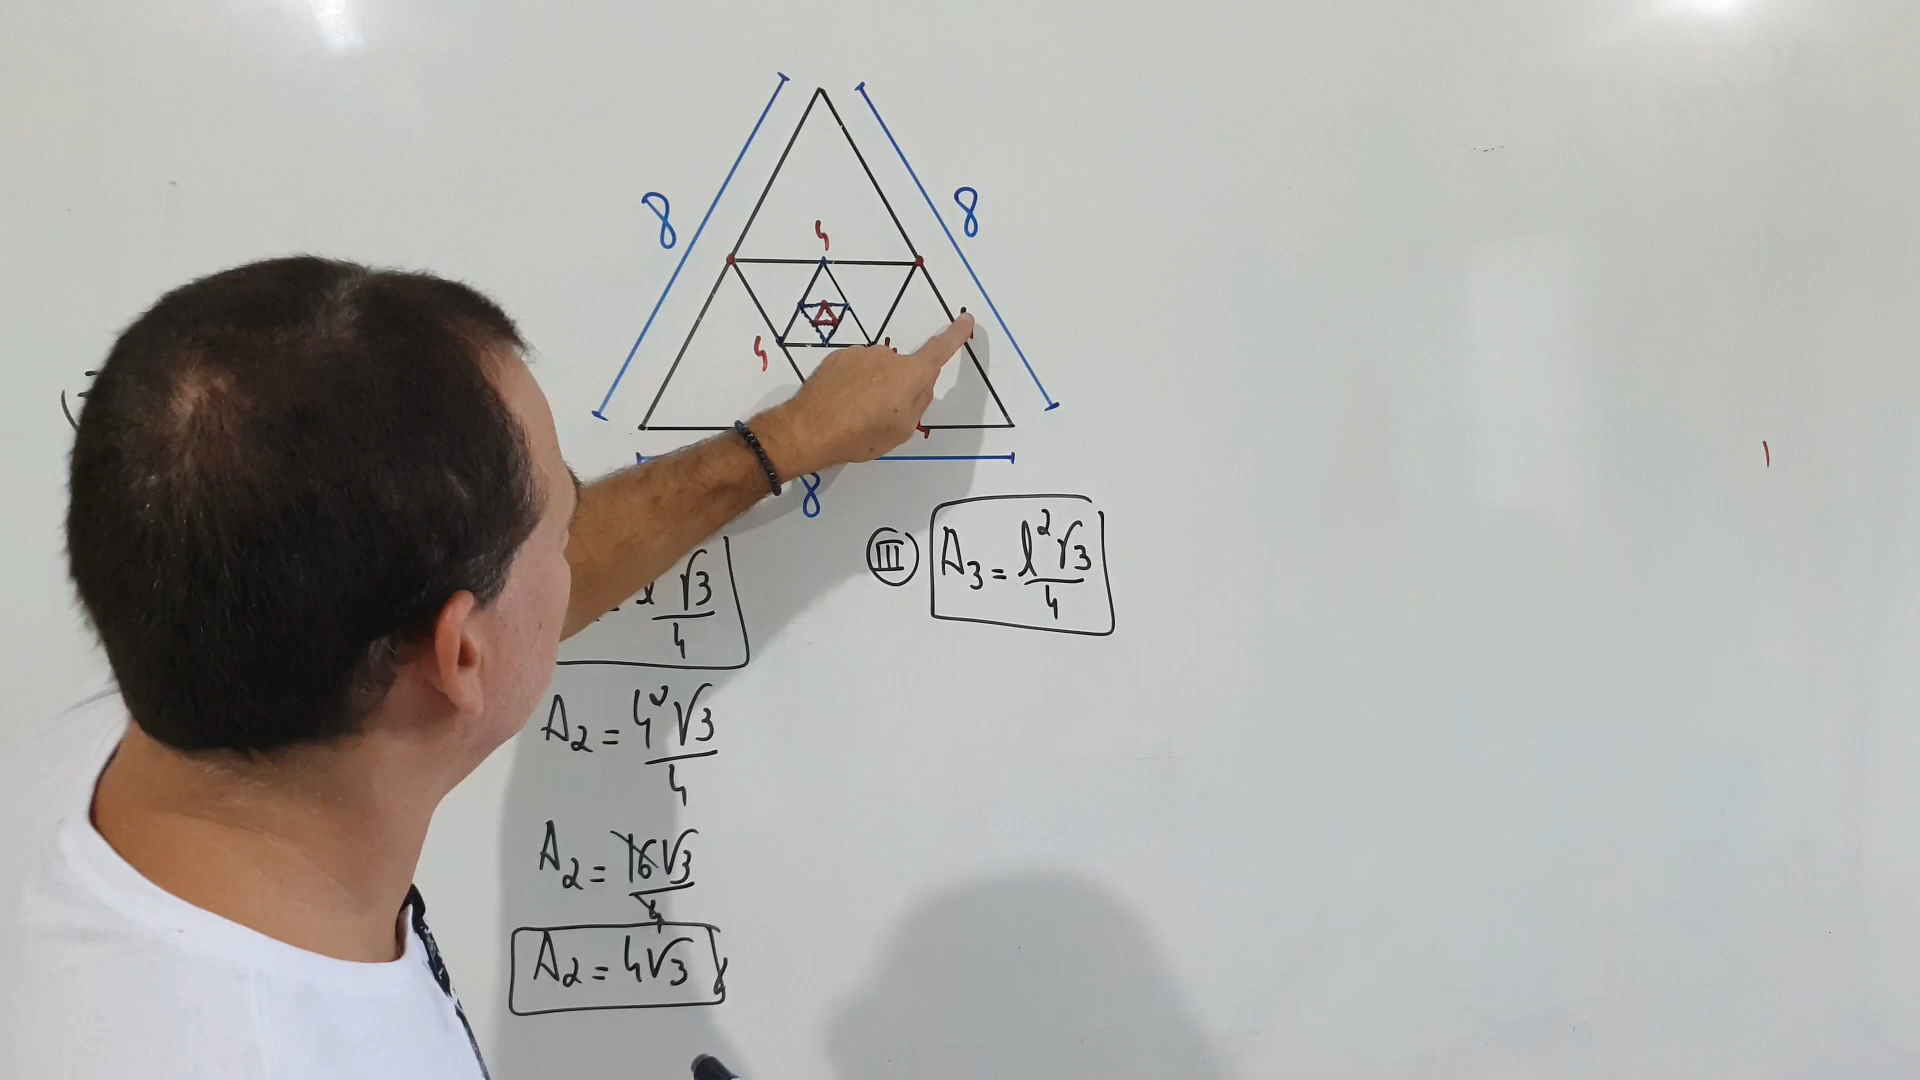 8
8
4
4
8
√3/4
III
A₃ = l²√3/4
A₂ = 4²√3/4
A₂ = 16√3/4
A₂ = 4√3